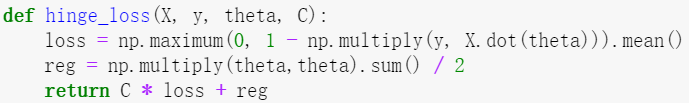 def hinge_loss(X, y, theta, C):
    loss = np.maximum(0, 1 - np.multiply(y, X.dot(theta))).mean()
    reg = np.multiply(theta,theta).sum() / 2
    return C * loss + reg